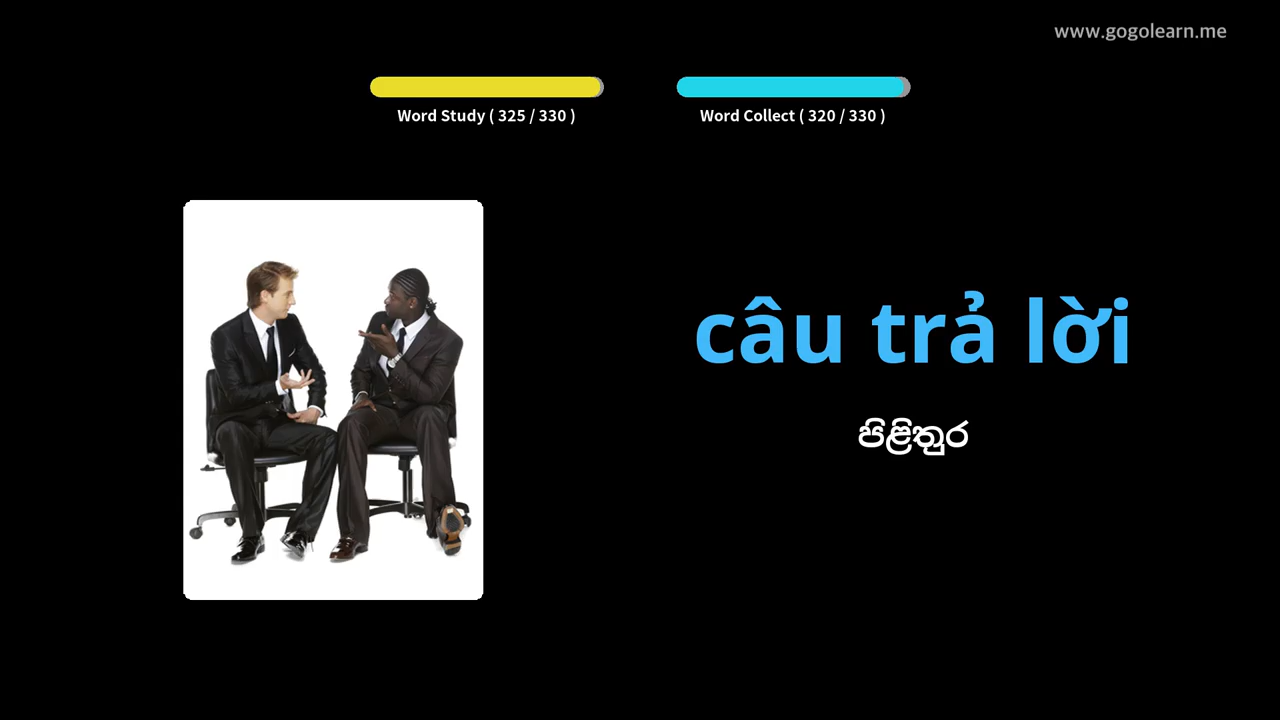 www.gogolearn.me
Word Study ( 325 / 330 )
Word Collect ( 320 / 330 )
câu trả lời
පිළිතුර